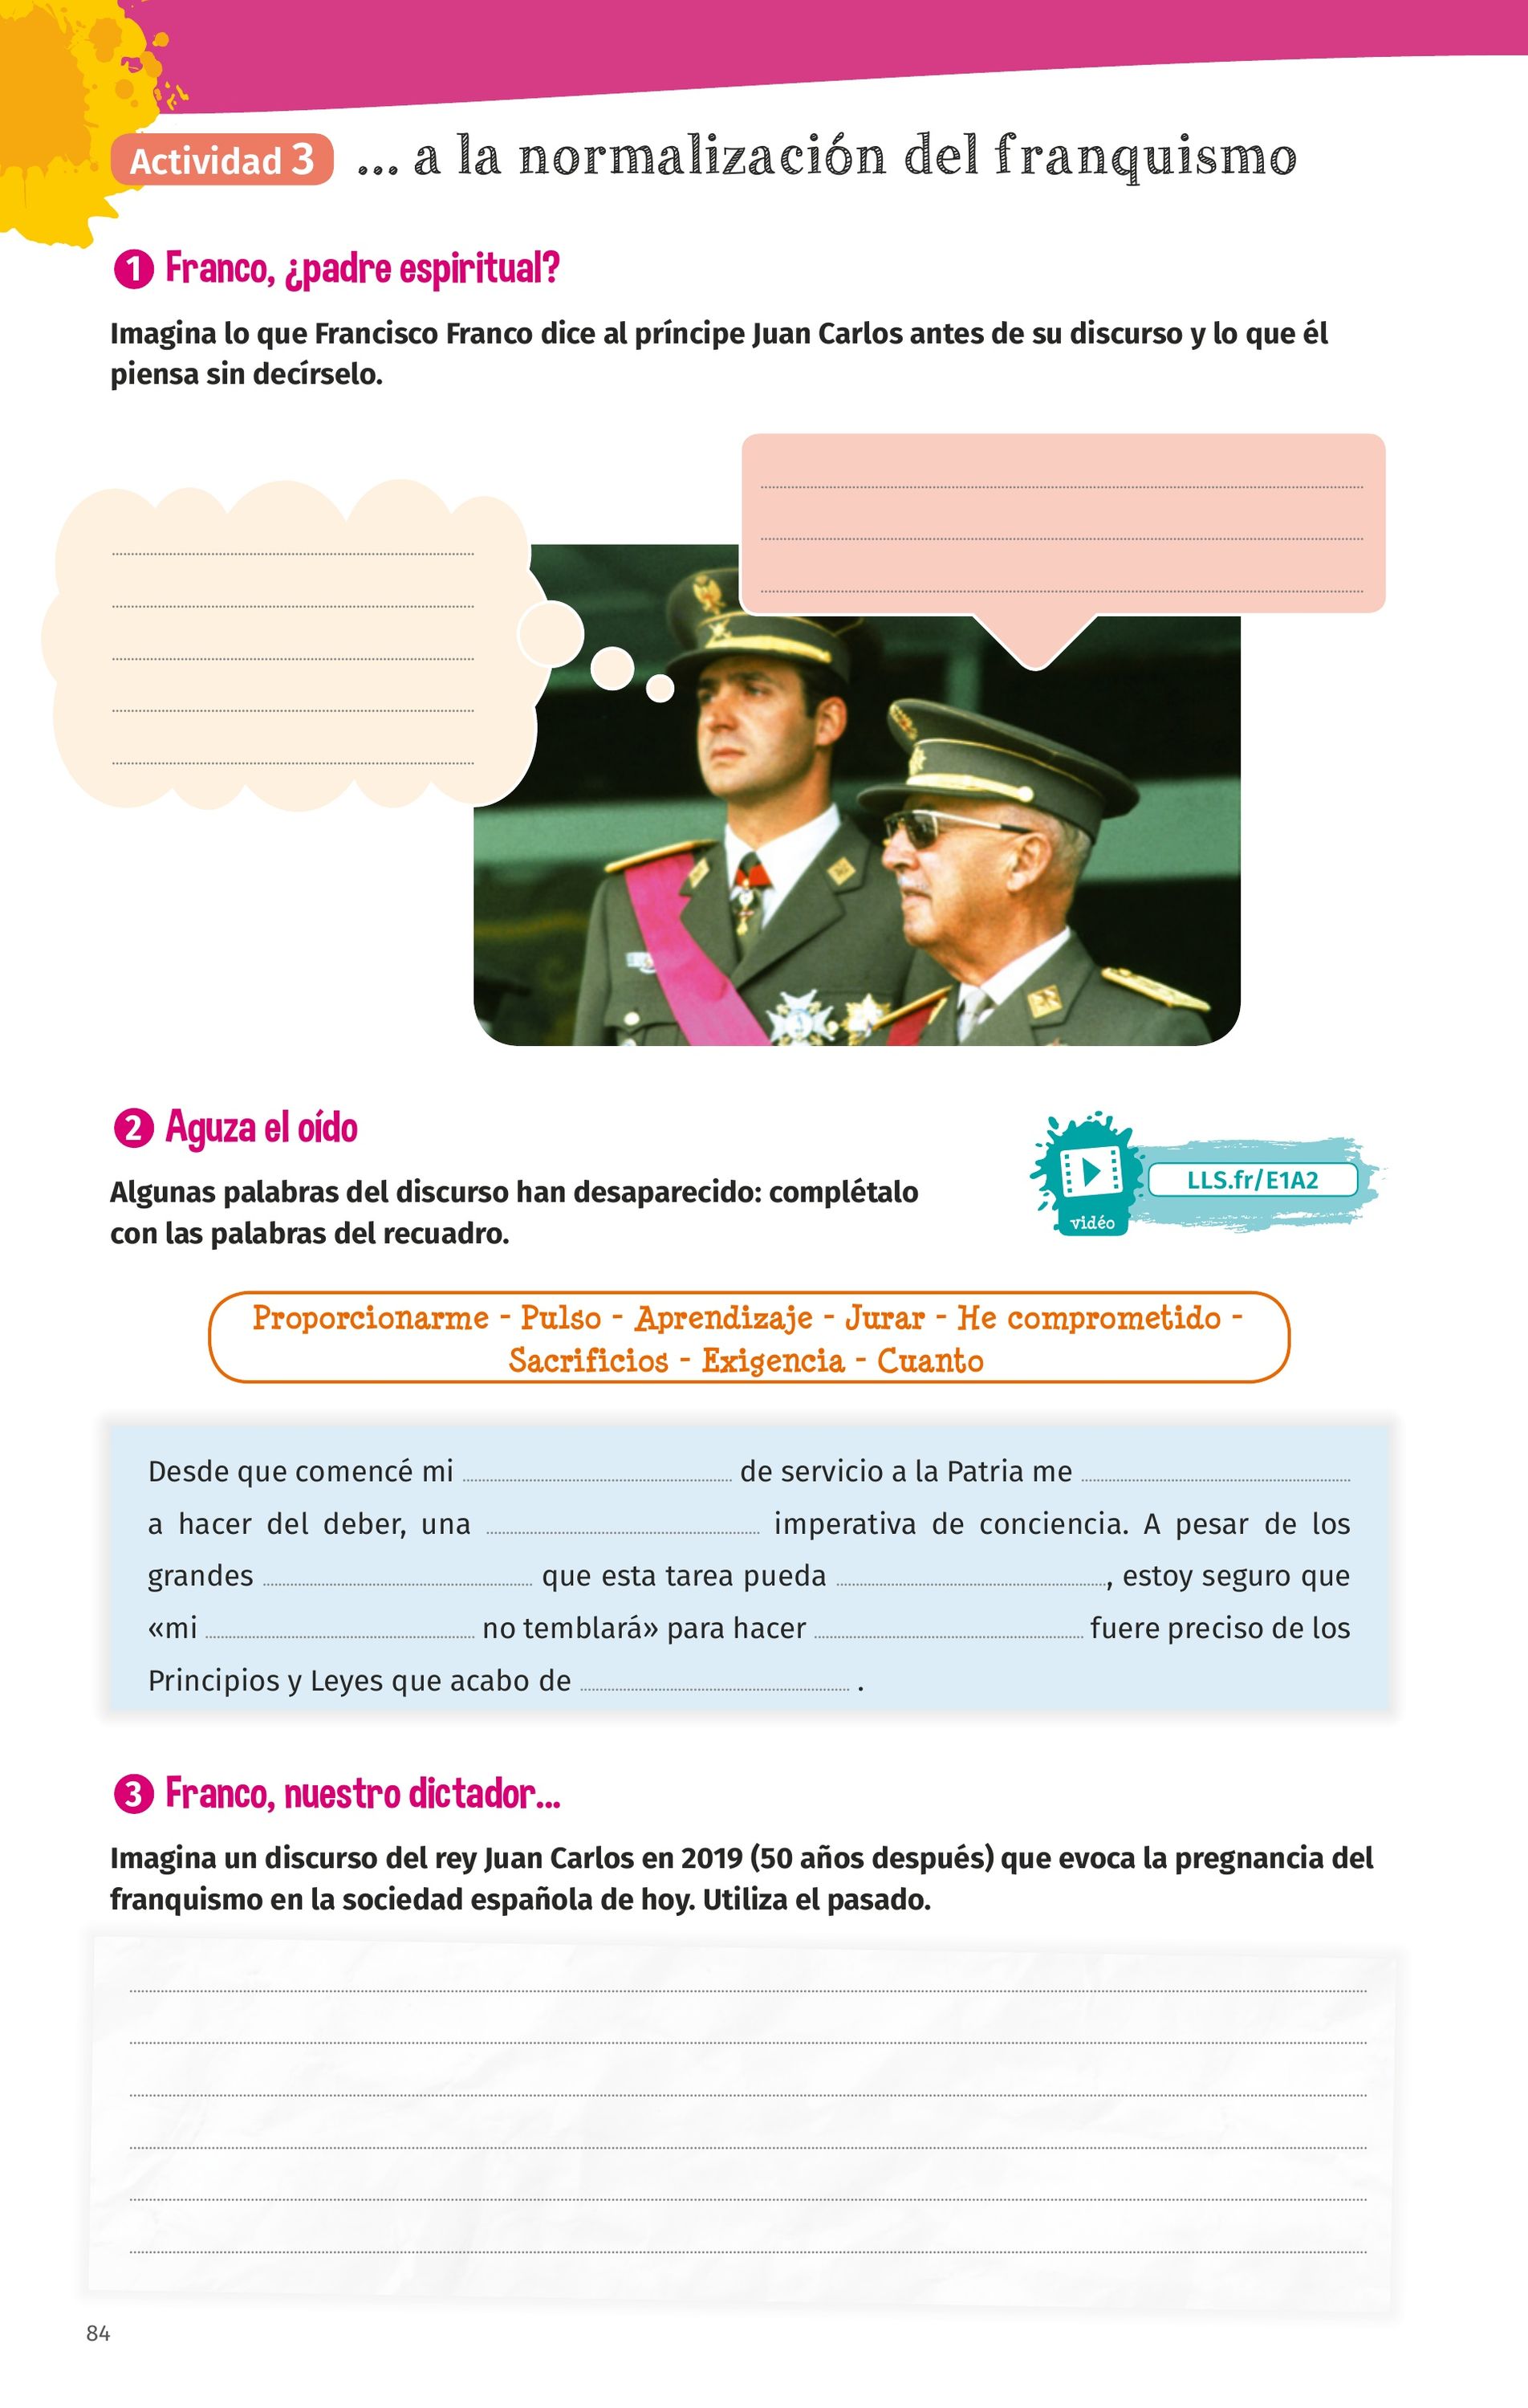 Actividad 3 ... a la normalización del franquismo
1 Franco, ¿padre espiritual?
Imagina lo que Francisco Franco dice al príncipe Juan Carlos antes de su discurso y lo que él
piensa sin decírselo.
2 Aguza el oído
Algunas palabras del discurso han desaparecido: complétalo
con las palabras del recuadro.
vidéo
LLS.fr/E1A2
Proporcionarme - Pulso - Aprendizaje - Jurar - He comprometido -
Sacrificios - Exigencia - Cuanto
Desde que comencé mi ........ de servicio a la Patria me ........
a hacer del deber, una ........ imperativa de conciencia. A pesar de los
grandes ........ que esta tarea pueda ........, estoy seguro que
«mi ........ no temblará» para hacer ........ fuere preciso de los
Principios y Leyes que acabo de ........ .
3 Franco, nuestro dictador...
Imagina un discurso del rey Juan Carlos en 2019 (50 años después) que evoca la pregnancia del
franquismo en la sociedad española de hoy. Utiliza el pasado.
84